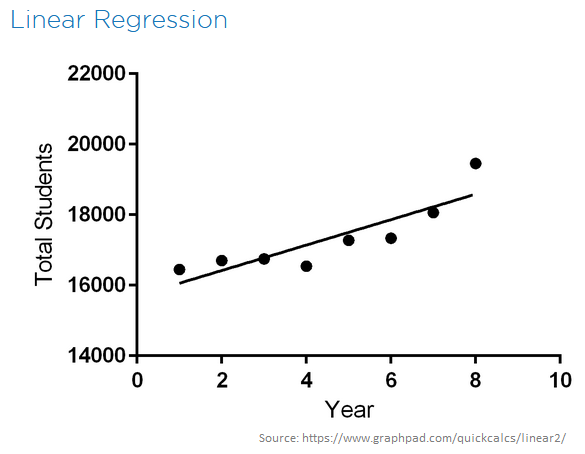 Linear Regression
22000
20000
18000
16000
14000
Total Students
0 2 4 6 8 10
Year
Source: https://www.graphpad.com/quickcalcs/linear2/